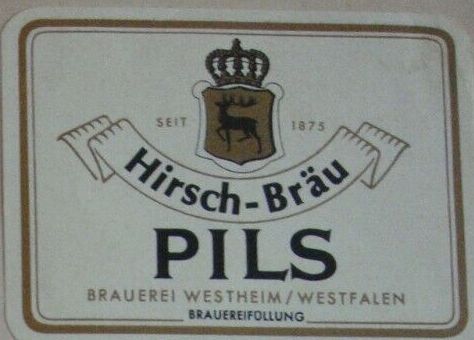 SEIT 1875
Hirsch-Bräu
PILS
BRAUEREI WESTHEIM/WESTFALEN
BRAUEREIFÜLLUNG